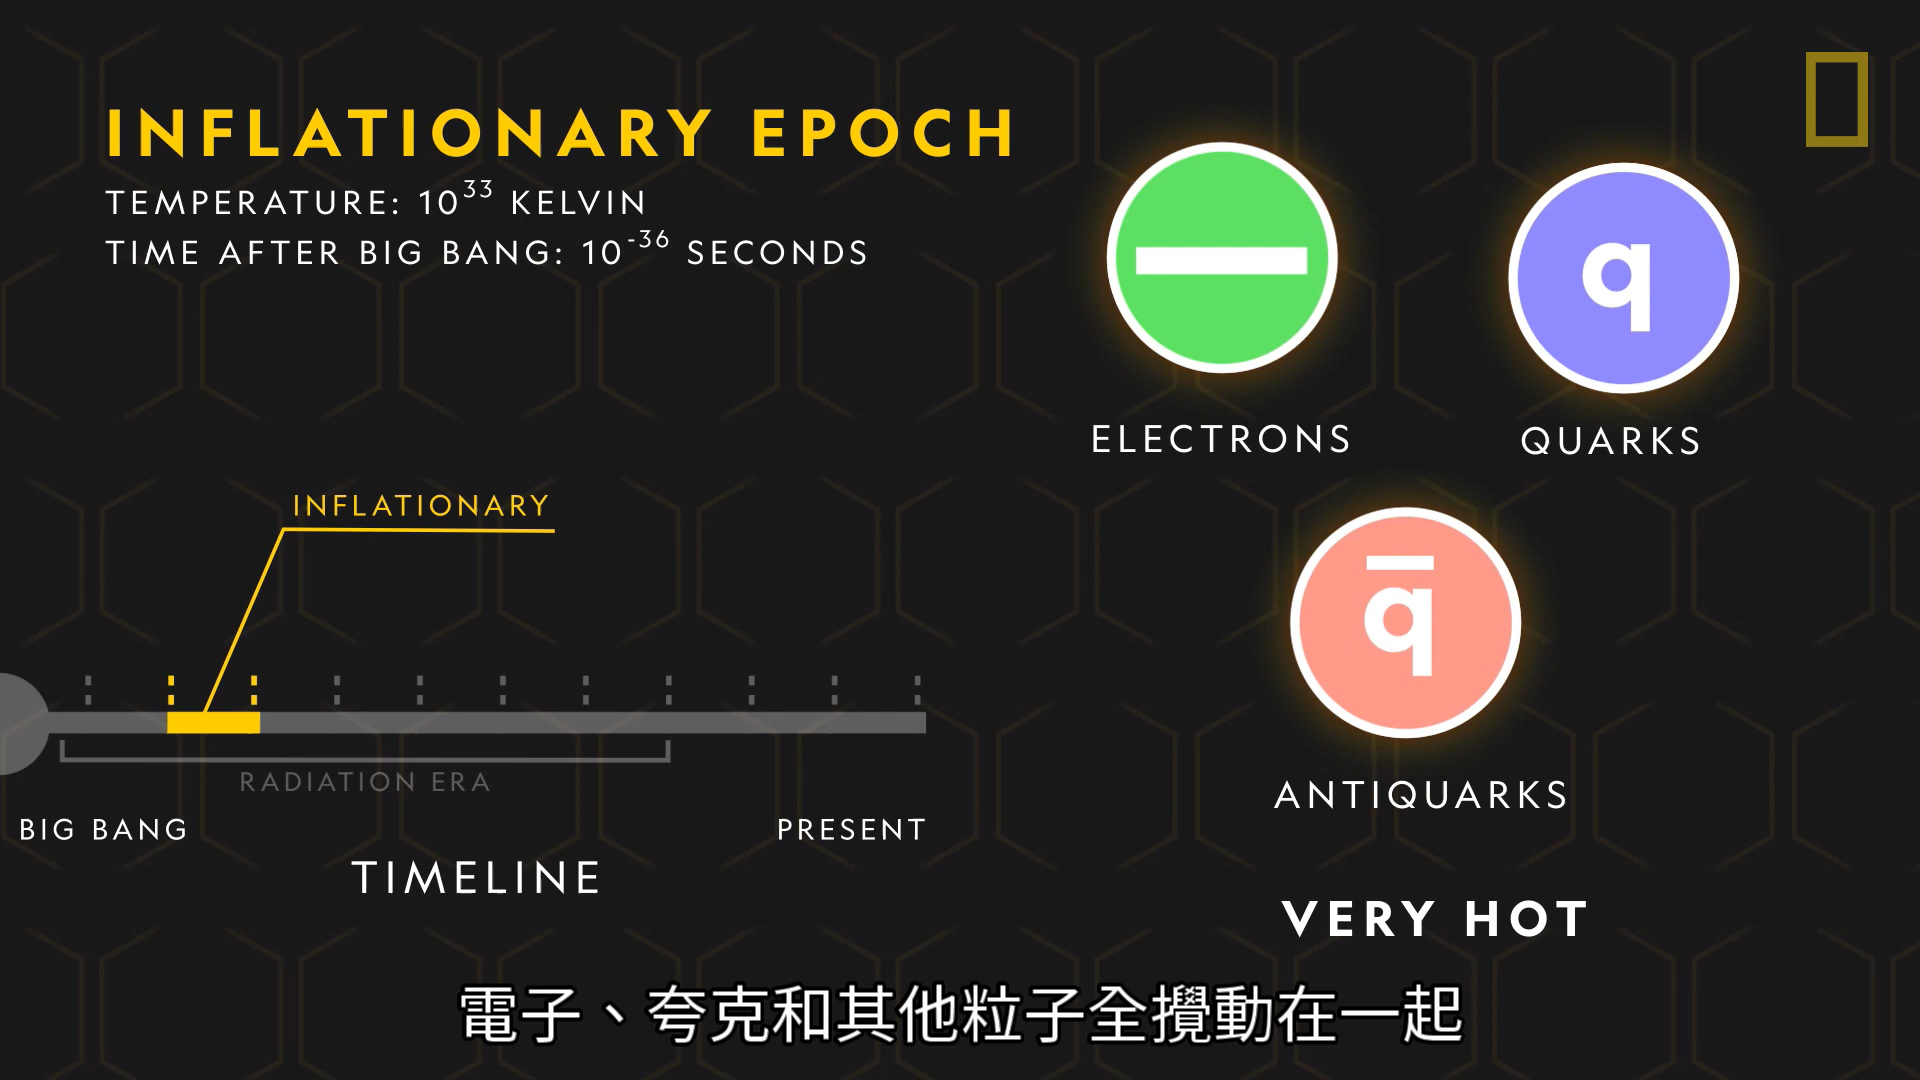 INFLATIONARY EPOCH
TEMPERATURE: 10³³ KELVIN
TIME AFTER BIG BANG: 10⁻³⁶ SECONDS
q
ELECTRONS
QUARKS
INFLATIONARY
q̅
RADIATION ERA
ANTIQUARKS
BIG BANG
PRESENT
TIMELINE
VERY HOT
電子、夸克和其他粒子全攪動在一起